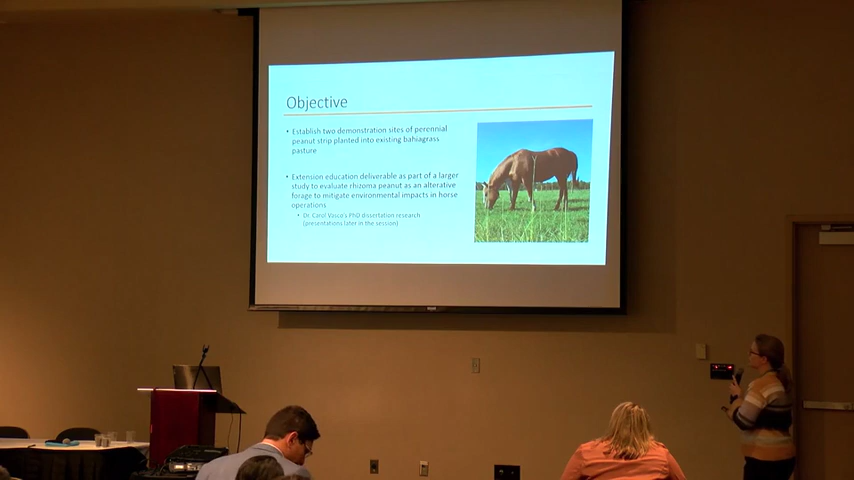 Objective
• Establish two demonstration sites of perennial
peanut strip planted into existing bahiagrass
pasture
• Extension education deliverable as part of a larger
study to evaluate rhizoma peanut as an alterative
forage to mitigate environmental impacts in horse
operations
• Dr. Carol Vasco's PhD dissertation research
(presentations later in the session)